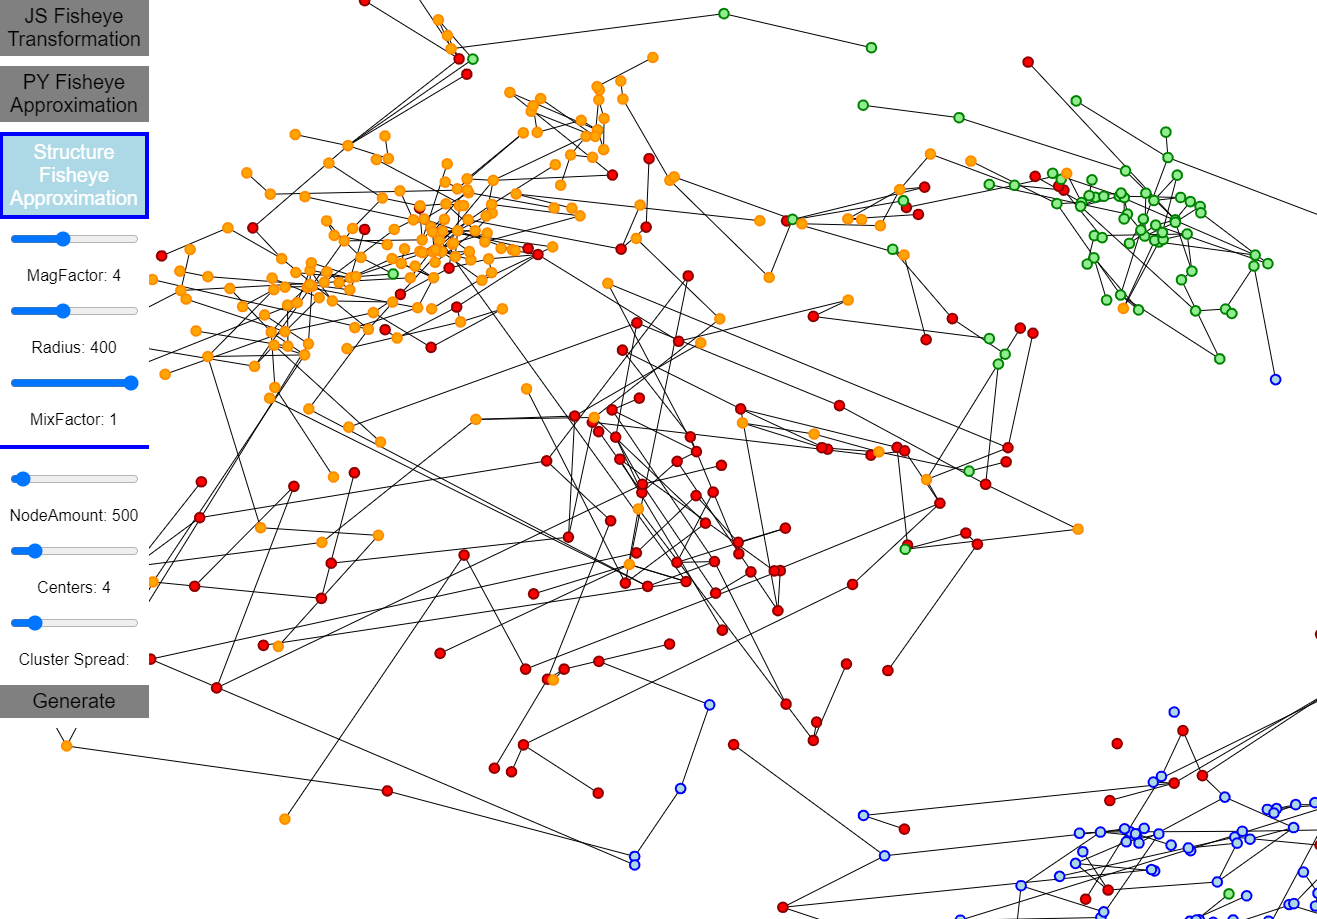 JS Fisheye
Transformation
PY Fisheye
Approximation
Structure
Fisheye
Approximation
MagFactor: 4
Radius: 400
MixFactor: 1
NodeAmount: 500
Centers: 4
Cluster Spread:
Generate